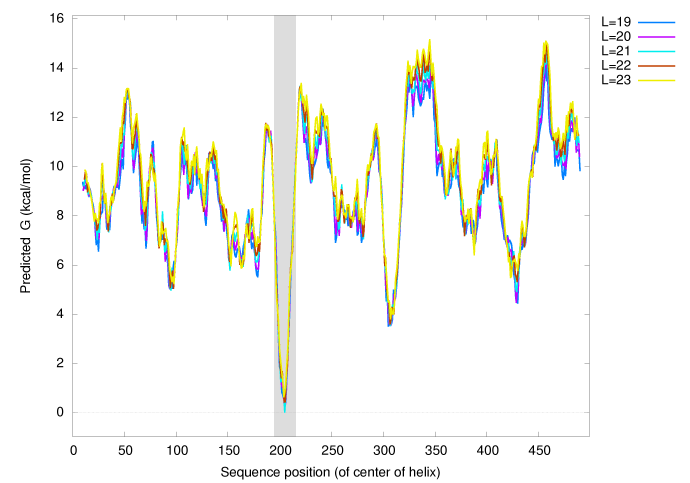 16
14
12
10
8
6
4
2
0
0
50
100
150
200
250
300
350
400
450
Predicted G (kcal/mol)
Sequence position (of center of helix)
L=19
L=20
L=21
L=22
L=23